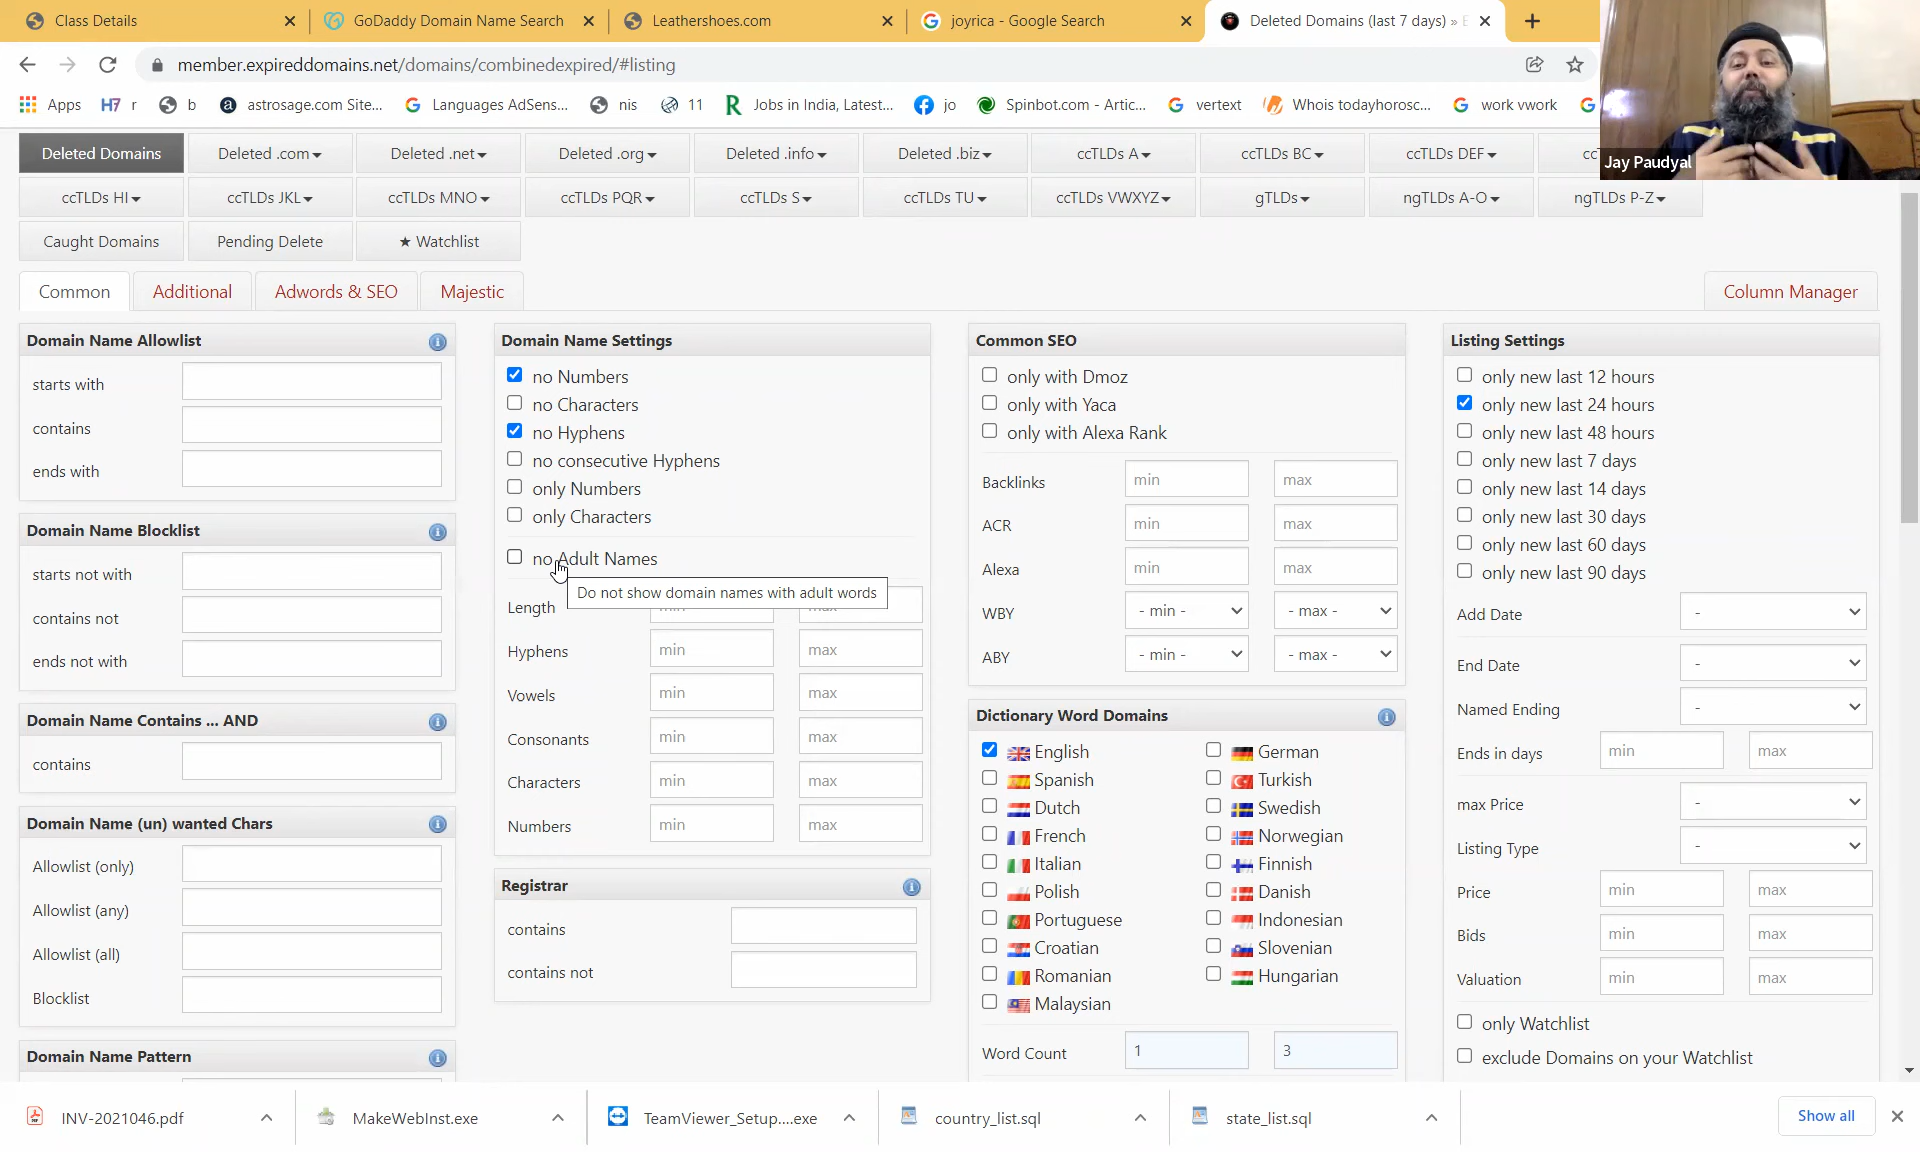 Class Details
GoDaddy Domain Name Search
Leathershoes.com
joyrica - Google Search
Deleted Domains (last 7 days) »
member.expireddomains.net/domains/combinedexpired/#listing
Apps
r
b
astrosage.com Site...
Languages AdSens...
nis
11
Jobs in India, Latest...
jo
Spinbot.com - Artic...
vertext
Whois todayhorosc...
work vwork
Jay Paudyal
Deleted Domains
Deleted .com
Deleted .net
Deleted .org
Deleted .info
Deleted .biz
ccTLDs A
ccTLDs BC
ccTLDs DEF
ccTLDs HI
ccTLDs JKL
ccTLDs MNO
ccTLDs PQR
ccTLDs S
ccTLDs TU
ccTLDs VWXYZ
gTLDs
ngTLDs A-O
ngTLDs P-Z
Caught Domains
Pending Delete
★ Watchlist
Common
Additional
Adwords & SEO
Majestic
Column Manager
Domain Name Allowlist
starts with
contains
ends with
Domain Name Blocklist
starts not with
contains not
ends not with
Domain Name Contains ... AND
contains
Domain Name (un) wanted Chars
Allowlist (only)
Allowlist (any)
Allowlist (all)
Blocklist
Domain Name Pattern
Domain Name Settings
no Numbers
no Characters
no Hyphens
no consecutive Hyphens
only Numbers
only Characters
no Adult Names
Do not show domain names with adult words
Length
Hyphens min max
Vowels min max
Consonants min max
Characters min max
Numbers min max
Registrar
contains
contains not
Common SEO
only with Dmoz
only with Yaca
only with Alexa Rank
Backlinks min max
ACR min max
Alexa min max
WBY - min - - max -
ABY - min - - max -
Dictionary Word Domains
English German
Spanish Turkish
Dutch Swedish
French Norwegian
Italian Finnish
Polish Danish
Portuguese Indonesian
Croatian Slovenian
Romanian Hungarian
Malaysian
Word Count 1 3
Listing Settings
only new last 12 hours
only new last 24 hours
only new last 48 hours
only new last 7 days
only new last 14 days
only new last 30 days
only new last 60 days
only new last 90 days
Add Date -
End Date -
Named Ending -
Ends in days min max
max Price -
Listing Type -
Price min max
Bids min max
Valuation min max
only Watchlist
exclude Domains on your Watchlist
INV-2021046.pdf
MakeWebInst.exe
TeamViewer_Setup....exe
country_list.sql
state_list.sql
Show all